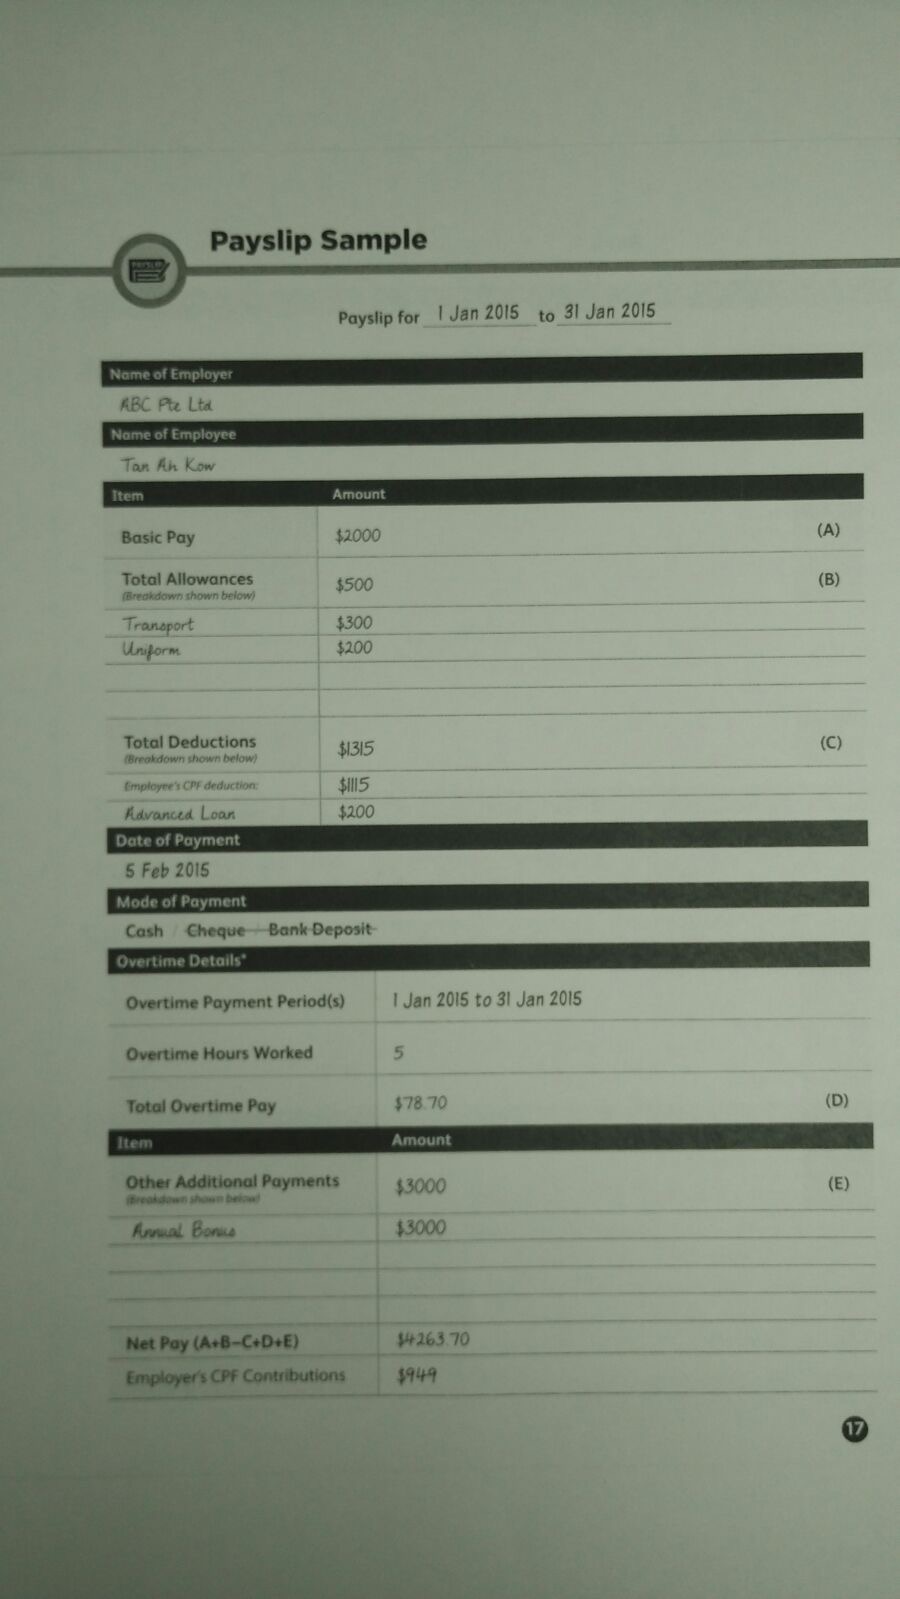 PAYSLIP
Payslip Sample
Payslip for 1 Jan 2015 to 31 Jan 2015
Name of Employer
ABC Pte Ltd
Name of Employee
Tan Ah Kow
Item Amount
Basic Pay $2000 (A)
Total Allowances $500 (B)
(Breakdown shown below)
Transport $300
Uniform $200
Total Deductions $1315 (C)
(Breakdown shown below)
Employee's CPF deduction: $1115
Advanced Loan $200
Date of Payment
5 Feb 2015
Mode of Payment
Cash / Cheque / Bank Deposit
Overtime Details*
Overtime Payment Period(s) 1 Jan 2015 to 31 Jan 2015
Overtime Hours Worked 5
Total Overtime Pay $78.70 (D)
Item Amount
Other Additional Payments $3000 (E)
(Breakdown shown below)
Annual Bonus $3000
Net Pay (A+B–C+D+E) $4263.70
Employer's CPF Contributions $949
17